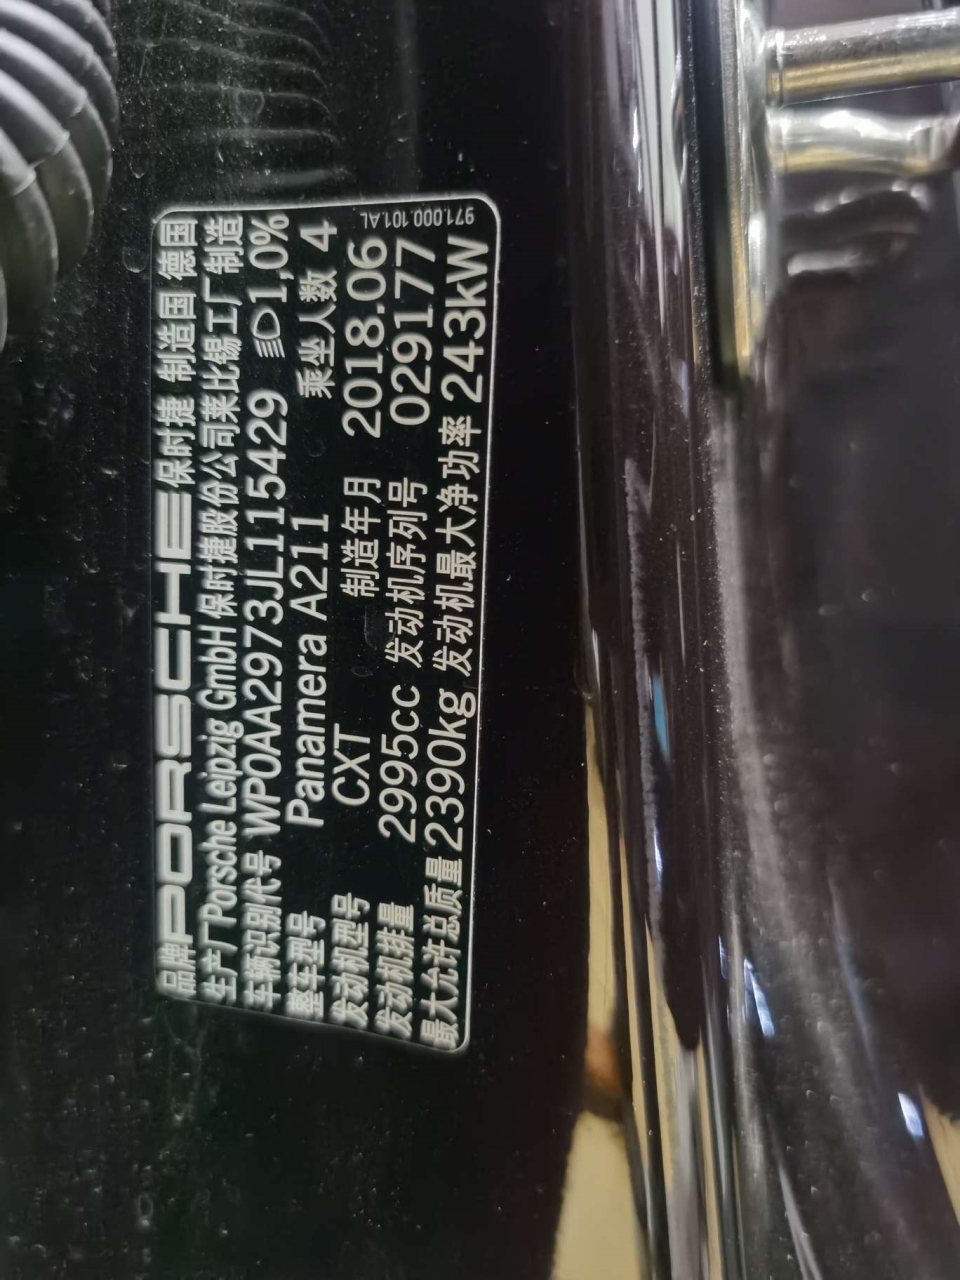 品牌 PORSCHE 保时捷 制造国 德国
生产厂 Porsche Leipzig GmbH 保时捷股份公司莱比锡工厂制造
车辆识别代号 WP0AA2973JL115429 1,0%
整车型号 Panamera A211 乘坐人数 4
发动机型号 CXT 制造年月 2018.06
发动机排量 2995cc 发动机序列号 029177
最大允许总质量 2390kg 发动机最大净功率 243kW
971.000.101.AL